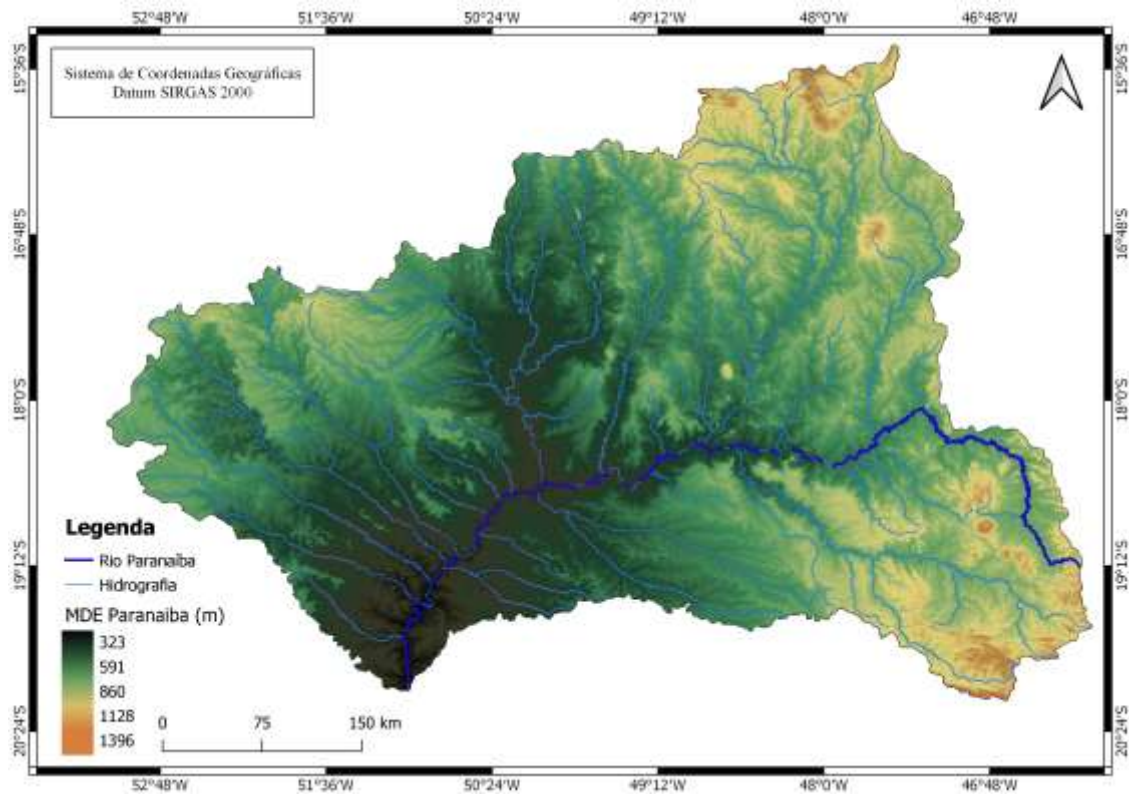 52°48'W 51°36'W 50°24'W 49°12'W 48°0'W 46°48'W
Sistema de Coordenadas Geográficas
Datum SIRGAS 2000
15°36'S 15°36'S
16°48'S 16°48'S
18°0'S 18°0'S
19°12'S 19°12'S
20°24'S 20°24'S
Legenda
Rio Paranaíba
Hidrografia
MDE Paranaiba (m)
323
591
860
1128
1396
0 75 150 km
52°48'W 51°36'W 50°24'W 49°12'W 48°0'W 46°48'W